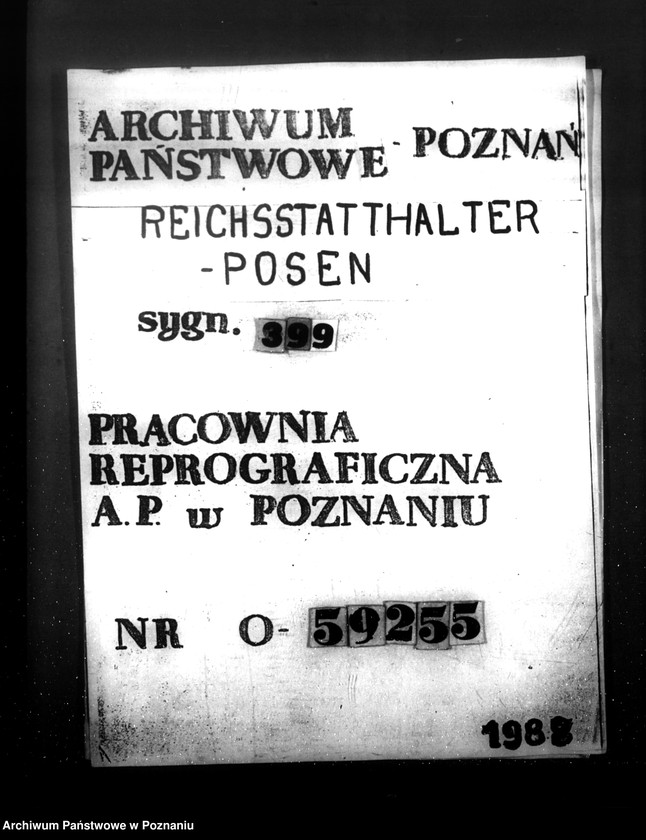 ARCHIWUM
PAŃSTWOWE - POZNAŃ
REICHSSTATTHALTER
-POSEN
sygn. 399
PRACOWNIA
REPROGRAFICZNA
A.P. w POZNANIU
NR O- 59255
1988
Archiwum Państwowe w Poznaniu